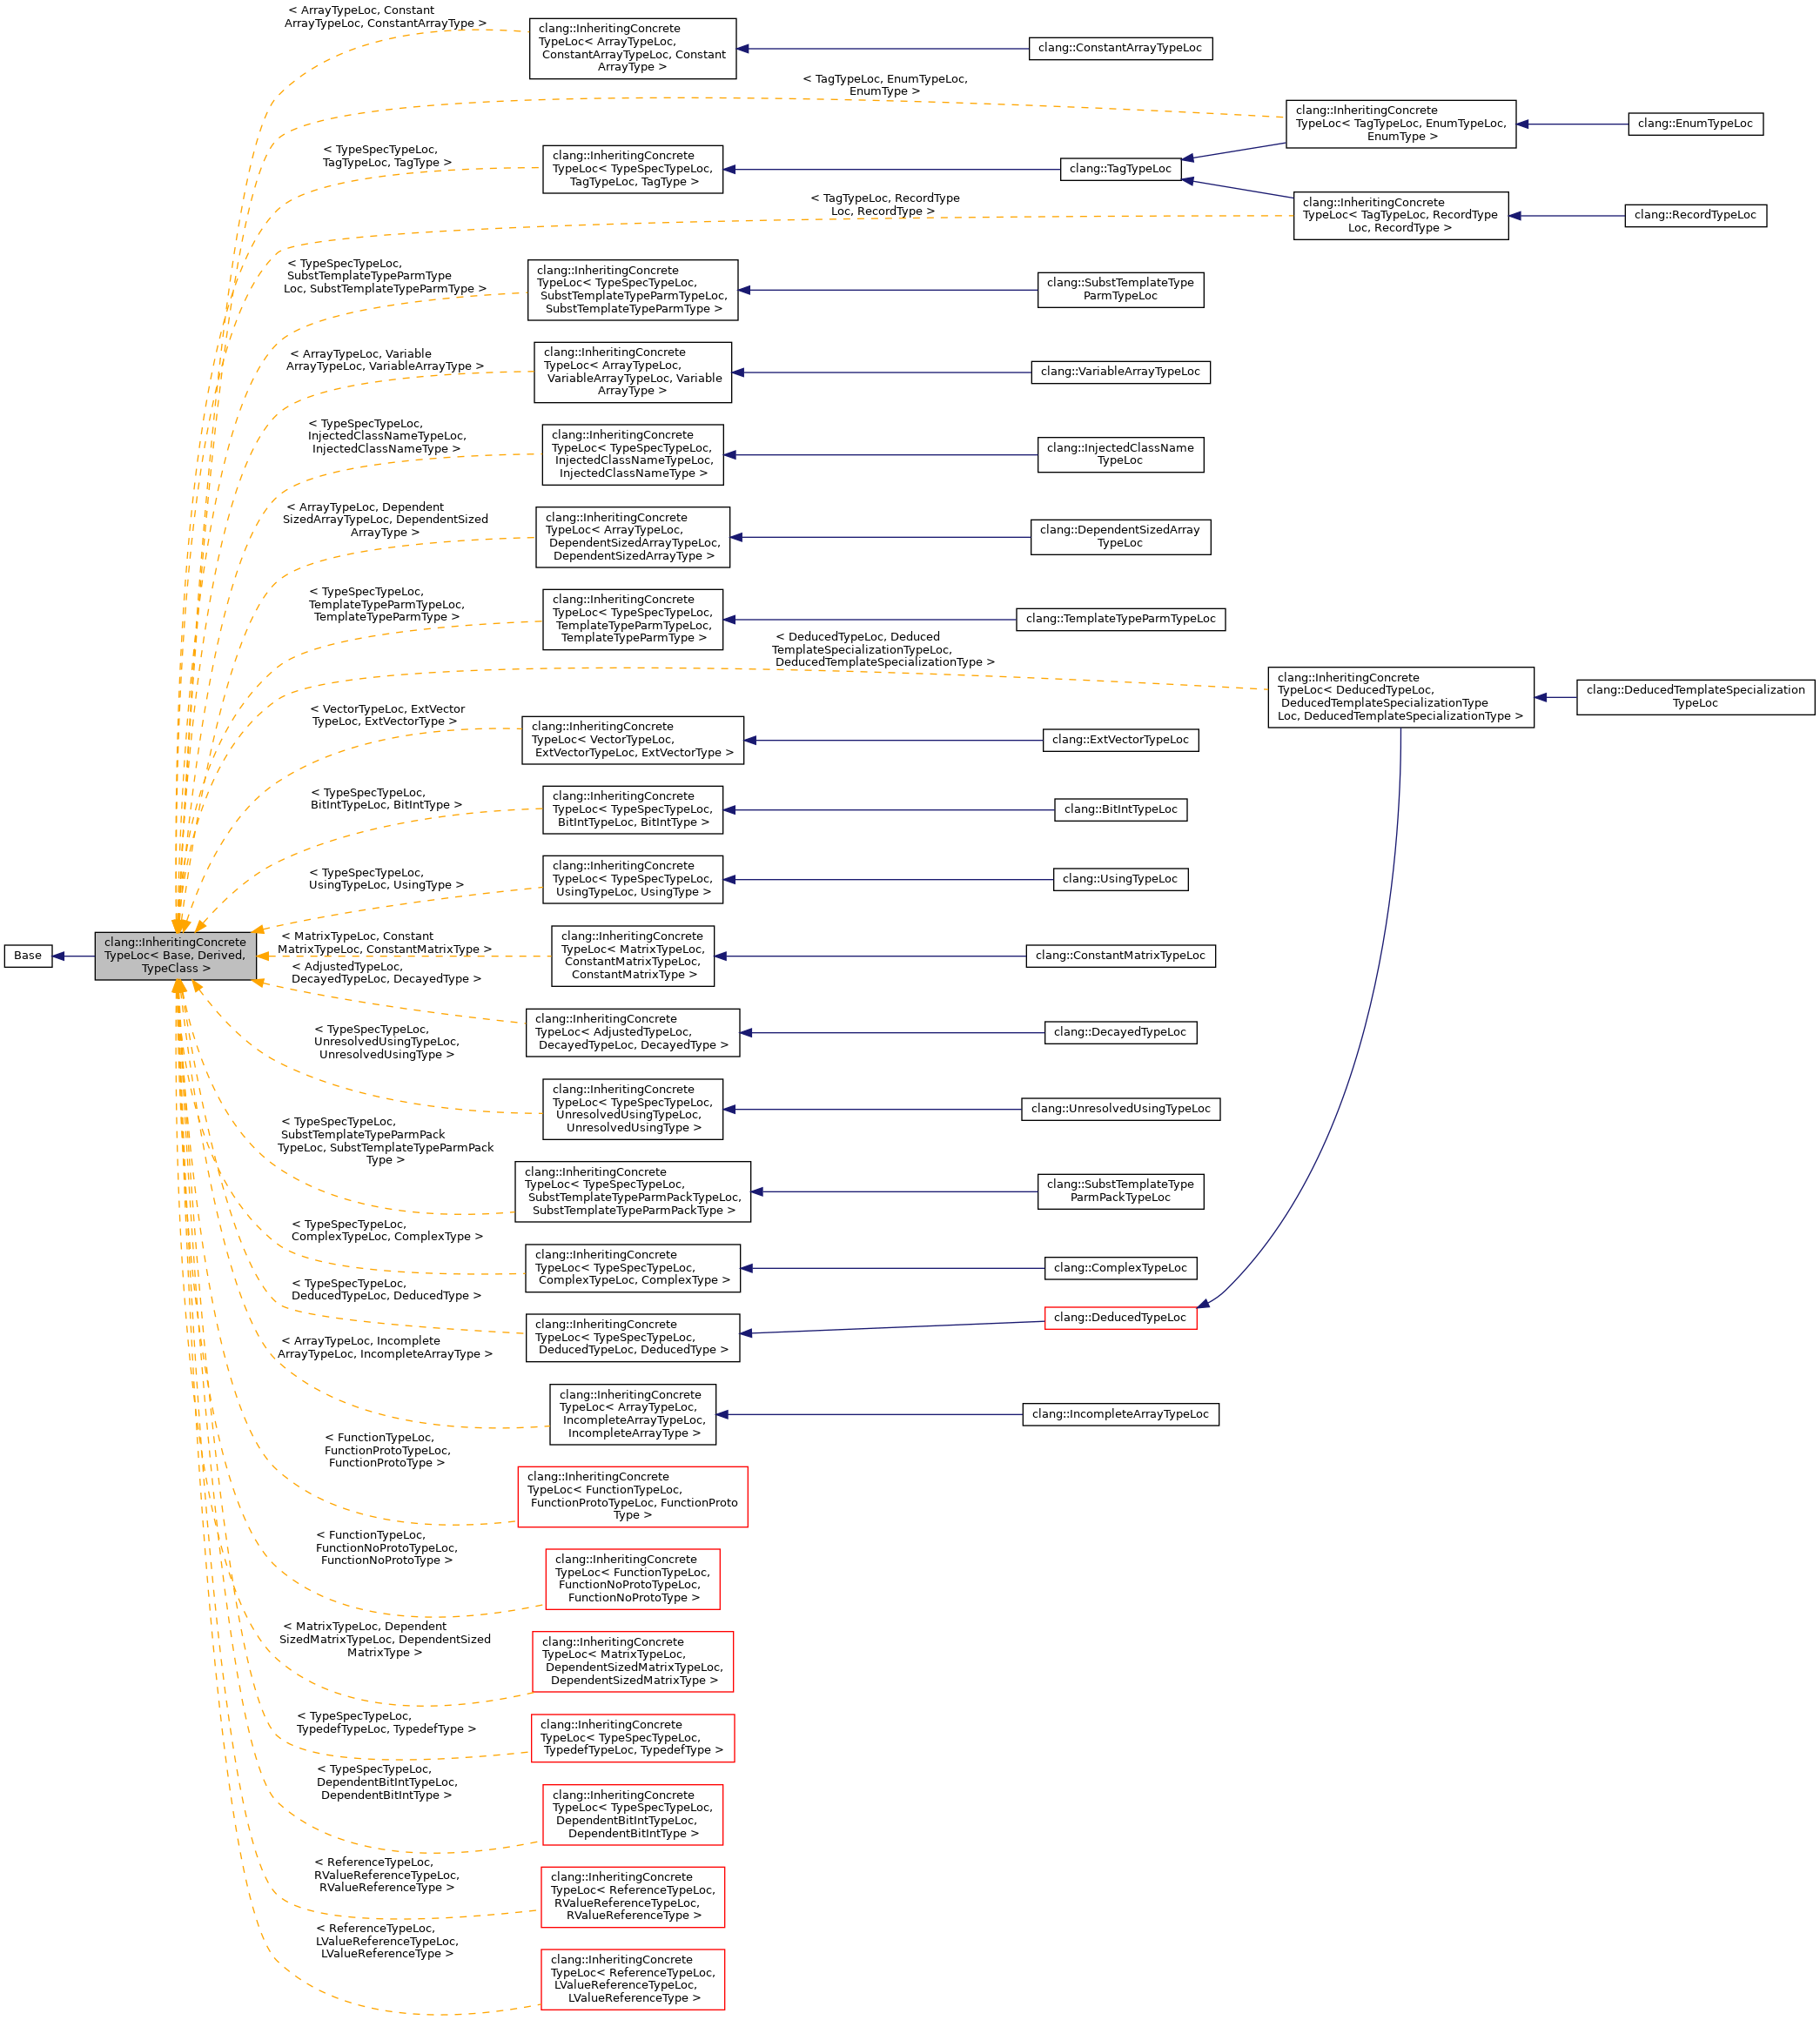 < ArrayTypeLoc, Constant
ArrayTypeLoc, ConstantArrayType >
clang::InheritingConcrete
TypeLoc< ArrayTypeLoc,
ConstantArrayTypeLoc, Constant
ArrayType >
clang::ConstantArrayTypeLoc
< TagTypeLoc, EnumTypeLoc,
EnumType >
clang::InheritingConcrete
TypeLoc< TagTypeLoc, EnumTypeLoc,
EnumType >
clang::EnumTypeLoc
< TypeSpecTypeLoc,
TagTypeLoc, TagType >
clang::InheritingConcrete
TypeLoc< TypeSpecTypeLoc,
TagTypeLoc, TagType >
clang::TagTypeLoc
< TagTypeLoc, RecordType
Loc, RecordType >
clang::InheritingConcrete
TypeLoc< TagTypeLoc, RecordType
Loc, RecordType >
clang::RecordTypeLoc
< TypeSpecTypeLoc,
SubstTemplateTypeParmType
Loc, SubstTemplateTypeParmType >
clang::InheritingConcrete
TypeLoc< TypeSpecTypeLoc,
SubstTemplateTypeParmTypeLoc,
SubstTemplateTypeParmType >
clang::SubstTemplateType
ParmTypeLoc
< ArrayTypeLoc, Variable
ArrayTypeLoc, VariableArrayType >
clang::InheritingConcrete
TypeLoc< ArrayTypeLoc,
VariableArrayTypeLoc, Variable
ArrayType >
clang::VariableArrayTypeLoc
< TypeSpecTypeLoc,
InjectedClassNameTypeLoc,
InjectedClassNameType >
clang::InheritingConcrete
TypeLoc< TypeSpecTypeLoc,
InjectedClassNameTypeLoc,
InjectedClassNameType >
clang::InjectedClassName
TypeLoc
< ArrayTypeLoc, Dependent
SizedArrayTypeLoc, DependentSized
ArrayType >
clang::InheritingConcrete
TypeLoc< ArrayTypeLoc,
DependentSizedArrayTypeLoc,
DependentSizedArrayType >
clang::DependentSizedArray
TypeLoc
< TypeSpecTypeLoc,
TemplateTypeParmTypeLoc,
TemplateTypeParmType >
clang::InheritingConcrete
TypeLoc< TypeSpecTypeLoc,
TemplateTypeParmTypeLoc,
TemplateTypeParmType >
clang::TemplateTypeParmTypeLoc
< DeducedTypeLoc, Deduced
TemplateSpecializationTypeLoc,
DeducedTemplateSpecializationType >
clang::InheritingConcrete
TypeLoc< DeducedTypeLoc,
DeducedTemplateSpecializationType
Loc, DeducedTemplateSpecializationType >
clang::DeducedTemplateSpecialization
TypeLoc
< VectorTypeLoc, ExtVector
TypeLoc, ExtVectorType >
clang::InheritingConcrete
TypeLoc< VectorTypeLoc,
ExtVectorTypeLoc, ExtVectorType >
clang::ExtVectorTypeLoc
< TypeSpecTypeLoc,
BitIntTypeLoc, BitIntType >
clang::InheritingConcrete
TypeLoc< TypeSpecTypeLoc,
BitIntTypeLoc, BitIntType >
clang::BitIntTypeLoc
< TypeSpecTypeLoc,
UsingTypeLoc, UsingType >
clang::InheritingConcrete
TypeLoc< TypeSpecTypeLoc,
UsingTypeLoc, UsingType >
clang::UsingTypeLoc
Base
clang::InheritingConcrete
TypeLoc< Base, Derived,
TypeClass >
< MatrixTypeLoc, Constant
MatrixTypeLoc, ConstantMatrixType >
clang::InheritingConcrete
TypeLoc< MatrixTypeLoc,
ConstantMatrixTypeLoc,
ConstantMatrixType >
clang::ConstantMatrixTypeLoc
< AdjustedTypeLoc,
DecayedTypeLoc, DecayedType >
clang::InheritingConcrete
TypeLoc< AdjustedTypeLoc,
DecayedTypeLoc, DecayedType >
clang::DecayedTypeLoc
< TypeSpecTypeLoc,
UnresolvedUsingTypeLoc,
UnresolvedUsingType >
clang::InheritingConcrete
TypeLoc< TypeSpecTypeLoc,
UnresolvedUsingTypeLoc,
UnresolvedUsingType >
clang::UnresolvedUsingTypeLoc
< TypeSpecTypeLoc,
SubstTemplateTypeParmPack
TypeLoc, SubstTemplateTypeParmPack
Type >
clang::InheritingConcrete
TypeLoc< TypeSpecTypeLoc,
SubstTemplateTypeParmPackTypeLoc,
SubstTemplateTypeParmPackType >
clang::SubstTemplateType
ParmPackTypeLoc
< TypeSpecTypeLoc,
ComplexTypeLoc, ComplexType >
clang::InheritingConcrete
TypeLoc< TypeSpecTypeLoc,
ComplexTypeLoc, ComplexType >
clang::ComplexTypeLoc
< TypeSpecTypeLoc,
DeducedTypeLoc, DeducedType >
clang::InheritingConcrete
TypeLoc< TypeSpecTypeLoc,
DeducedTypeLoc, DeducedType >
clang::DeducedTypeLoc
< ArrayTypeLoc, Incomplete
ArrayTypeLoc, IncompleteArrayType >
clang::InheritingConcrete
TypeLoc< ArrayTypeLoc,
IncompleteArrayTypeLoc,
IncompleteArrayType >
clang::IncompleteArrayTypeLoc
< FunctionTypeLoc,
FunctionProtoTypeLoc,
FunctionProtoType >
clang::InheritingConcrete
TypeLoc< FunctionTypeLoc,
FunctionProtoTypeLoc, FunctionProto
Type >
< FunctionTypeLoc,
FunctionNoProtoTypeLoc,
FunctionNoProtoType >
clang::InheritingConcrete
TypeLoc< FunctionTypeLoc,
FunctionNoProtoTypeLoc,
FunctionNoProtoType >
< MatrixTypeLoc, Dependent
SizedMatrixTypeLoc, DependentSized
MatrixType >
clang::InheritingConcrete
TypeLoc< MatrixTypeLoc,
DependentSizedMatrixTypeLoc,
DependentSizedMatrixType >
< TypeSpecTypeLoc,
TypedefTypeLoc, TypedefType >
clang::InheritingConcrete
TypeLoc< TypeSpecTypeLoc,
TypedefTypeLoc, TypedefType >
< TypeSpecTypeLoc,
DependentBitIntTypeLoc,
DependentBitIntType >
clang::InheritingConcrete
TypeLoc< TypeSpecTypeLoc,
DependentBitIntTypeLoc,
DependentBitIntType >
< ReferenceTypeLoc,
RValueReferenceTypeLoc,
RValueReferenceType >
clang::InheritingConcrete
TypeLoc< ReferenceTypeLoc,
RValueReferenceTypeLoc,
RValueReferenceType >
< ReferenceTypeLoc,
LValueReferenceTypeLoc,
LValueReferenceType >
clang::InheritingConcrete
TypeLoc< ReferenceTypeLoc,
LValueReferenceTypeLoc,
LValueReferenceType >